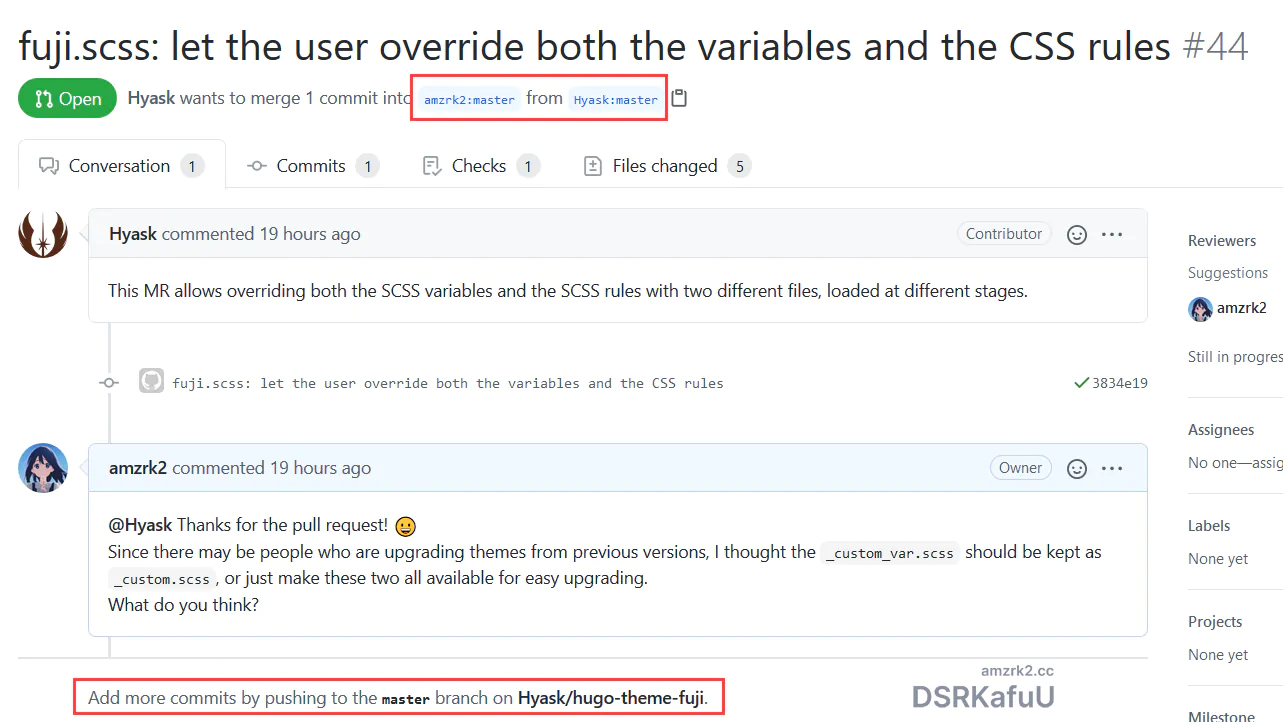 fuji.scss: let the user override both the variables and the CSS rules #44
Open Hyask wants to merge 1 commit into amzrk2:master from Hyask:master
Conversation 1 Commits 1 Checks 1 Files changed 5
Hyask commented 19 hours ago Contributor
This MR allows overriding both the SCSS variables and the SCSS rules with two different files, loaded at different stages.
Reviewers
Suggestions
amzrk2
Still in progres
fuji.scss: let the user override both the variables and the CSS rules 3834e19
Assignees
No one—assig
amzrk2 commented 19 hours ago Owner
@Hyask Thanks for the pull request! 😀
Since there may be people who are upgrading themes from previous versions, I thought the _custom_var.scss should be kept as
_custom.scss, or just make these two all available for easy upgrading.
What do you think?
Labels
None yet
Projects
None yet
Milestone
Add more commits by pushing to the master branch on Hyask/hugo-theme-fuji.
amzrk2.cc
DSRKafuU